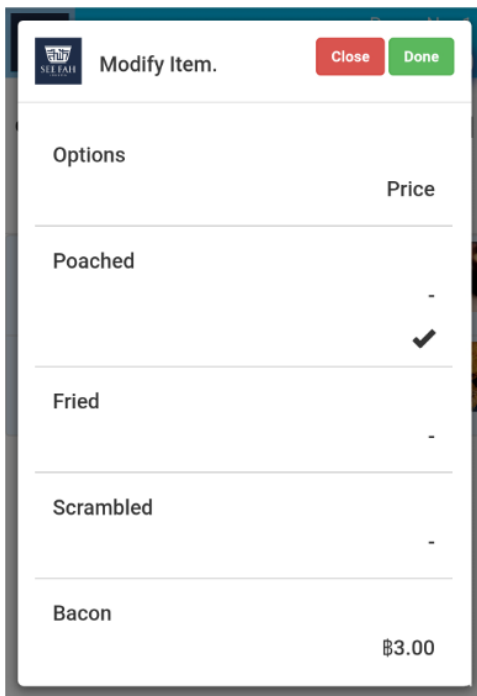 SEE FAH
Modify Item.
Close
Done
Options
Price
Poached
-
Fried
-
Scrambled
-
Bacon
฿3.00